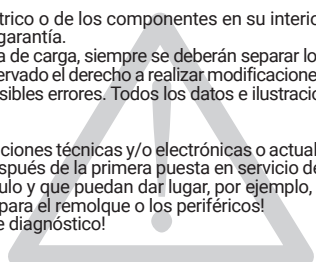 trico o de los componentes en su interior
garantía.
a de carga, siempre se deberán separar lo
ervado el derecho a realizar modificacione
sibles errores. Todos los datos e ilustracio
ciones técnicas y/o electrónicas o actual
spués de la primera puesta en servicio de
ulo y que puedan dar lugar, por ejemplo,
para el remolque o los periféricos!
e diagnóstico!